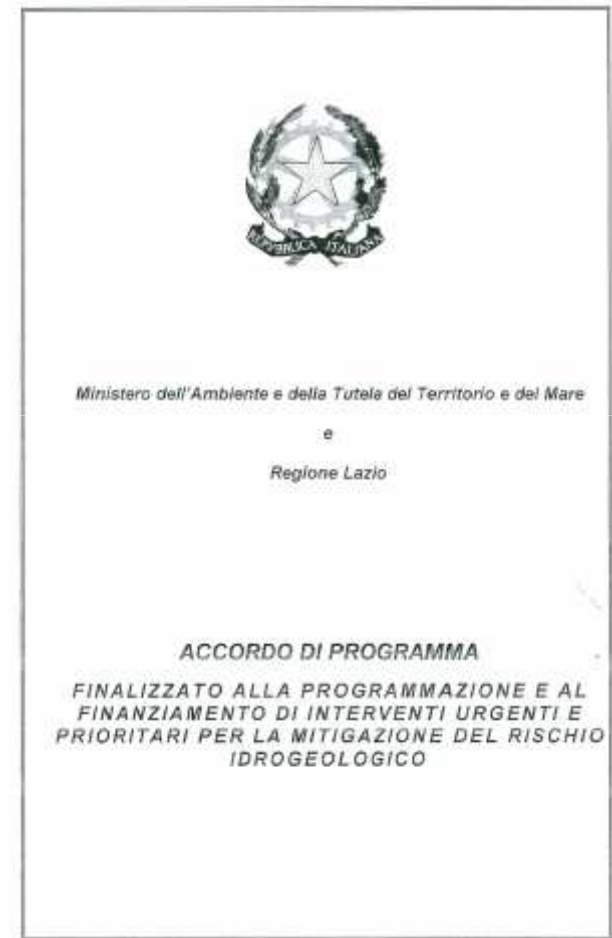 REPVBBLICA ITALIANA
Ministero dell'Ambiente e della Tutela del Territorio e del Mare
e
Regione Lazio
ACCORDO DI PROGRAMMA
FINALIZZATO ALLA PROGRAMMAZIONE E AL
FINANZIAMENTO DI INTERVENTI URGENTI E
PRIORITARI PER LA MITIGAZIONE DEL RISCHIO
IDROGEOLOGICO